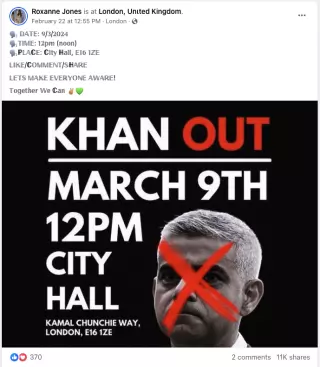 Roxanne Jones is at London, United Kingdom.
February 22 at 12:55 PM · London ·
🗣️ DATE: 9/3/2024
🗣️TIME: 12pm (noon)
🗣️PLACE: City Hall, E16 1ZE
LIKE/COMMENT/SHARE
LETS MAKE EVERYONE AWARE!
Together We Can ✌️💚
KHAN OUT
MARCH 9TH
12PM
CITY
HALL
KAMAL CHUNCHIE WAY,
LONDON, E16 1ZE
370
2 comments 11K shares